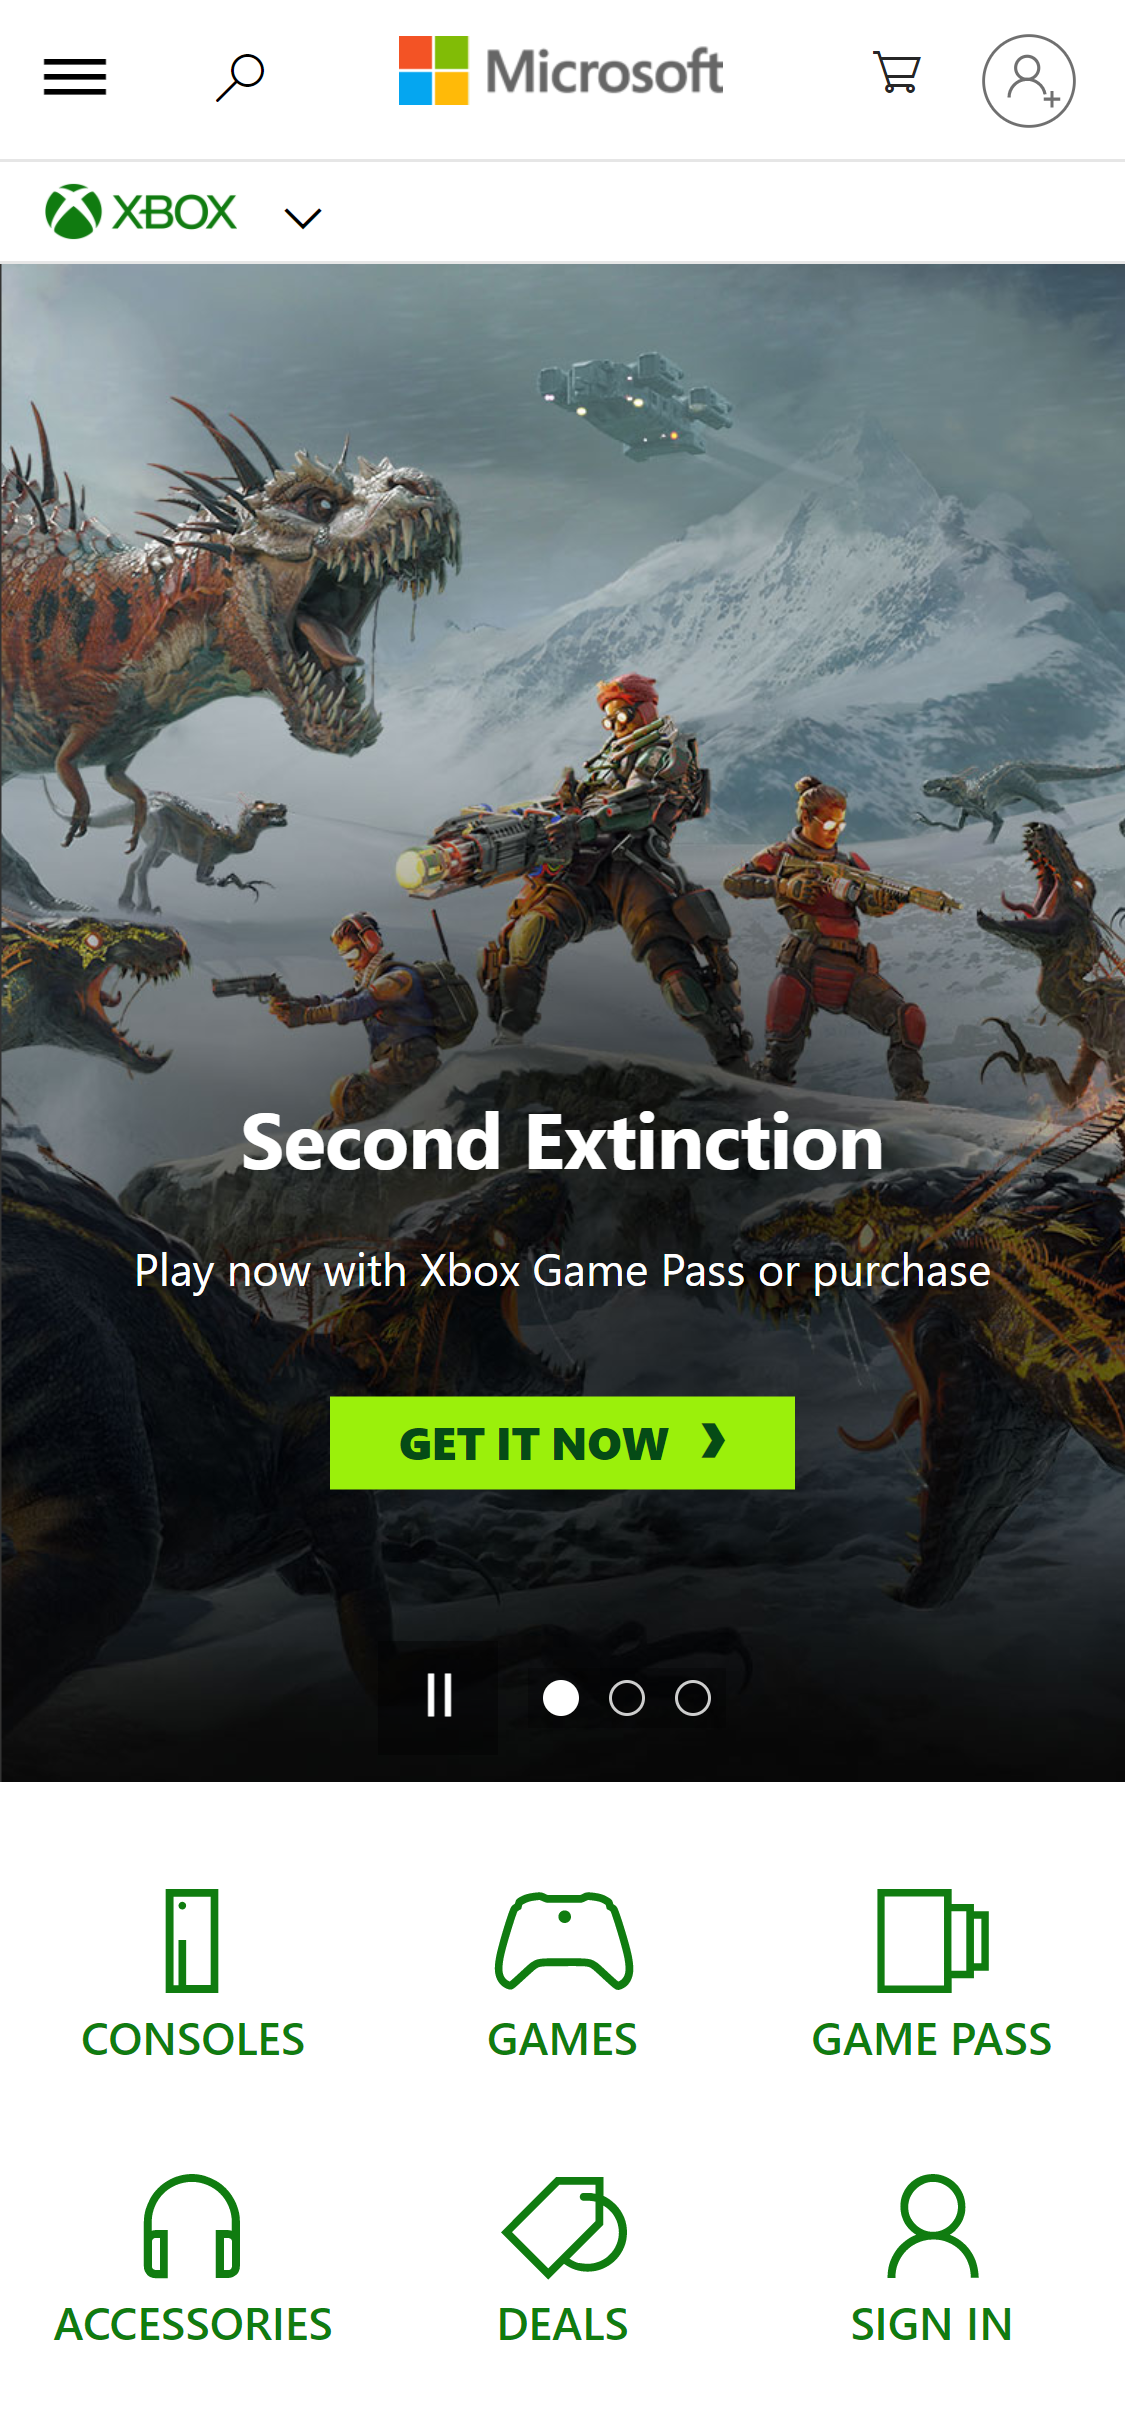 Microsoft
XBOX
Second Extinction
Play now with Xbox Game Pass or purchase
GET IT NOW
CONSOLES
GAMES
GAME PASS
ACCESSORIES
DEALS
SIGN IN